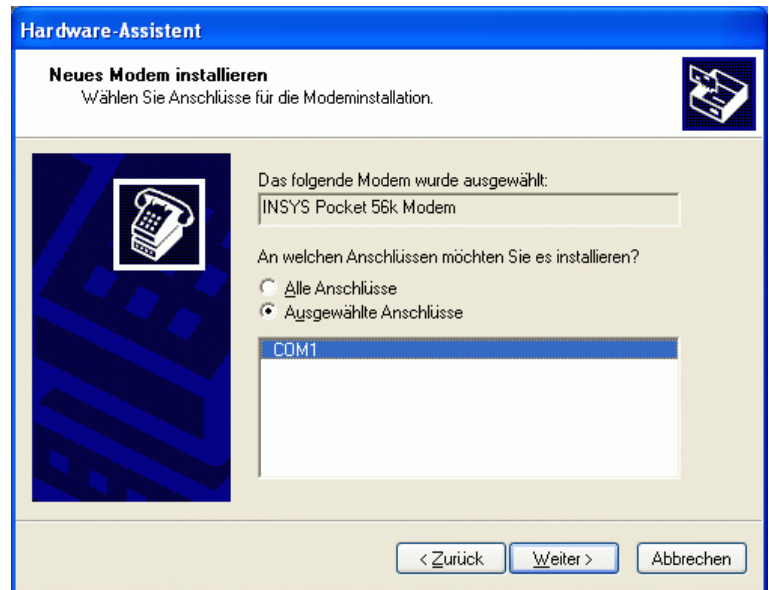 Hardware-Assistent
Neues Modem installieren
Wählen Sie Anschlüsse für die Modeminstallation.
Das folgende Modem wurde ausgewählt:
INSYS Pocket 56k Modem
An welchen Anschlüssen möchten Sie es installieren?
Alle Anschlüsse
Ausgewählte Anschlüsse
COM1
< Zurück
Weiter >
Abbrechen